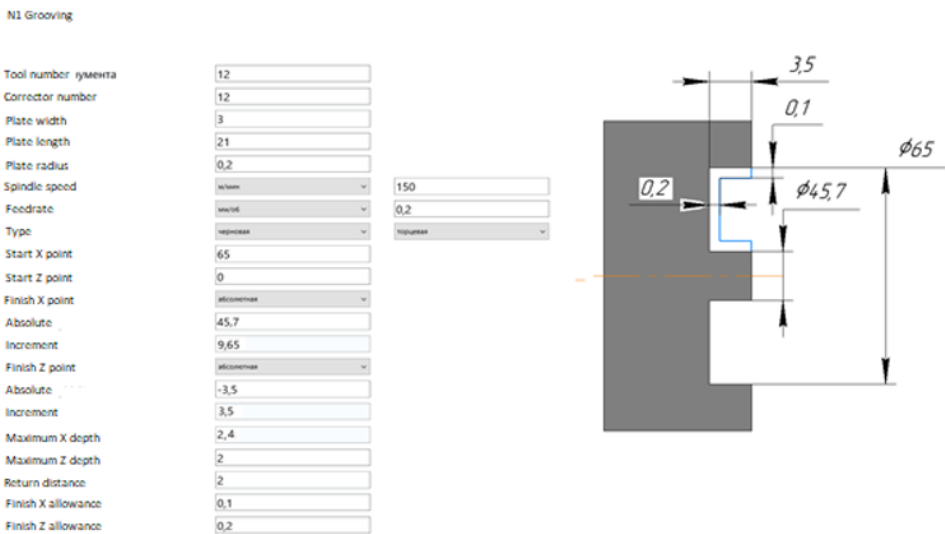 N1 Grooving
Tool number румента 12
Corrector number 12
Plate width 3
Plate length 21
Plate radius 0,2
Spindle speed м/мин 150
Feedrate мм/об 0,2
Type черновая торцевая
Start X point 65
Start Z point 0
Finish X point абсолютная
Absolute 45,7
Increment 9,65
Finish Z point абсолютная
Absolute -3,5
Increment 3,5
Maximum X depth 2,4
Maximum Z depth 2
Return distance 2
Finish X allowance 0,1
Finish Z allowance 0,2
3,5
0,1
ϕ65
0,2
ϕ45,7